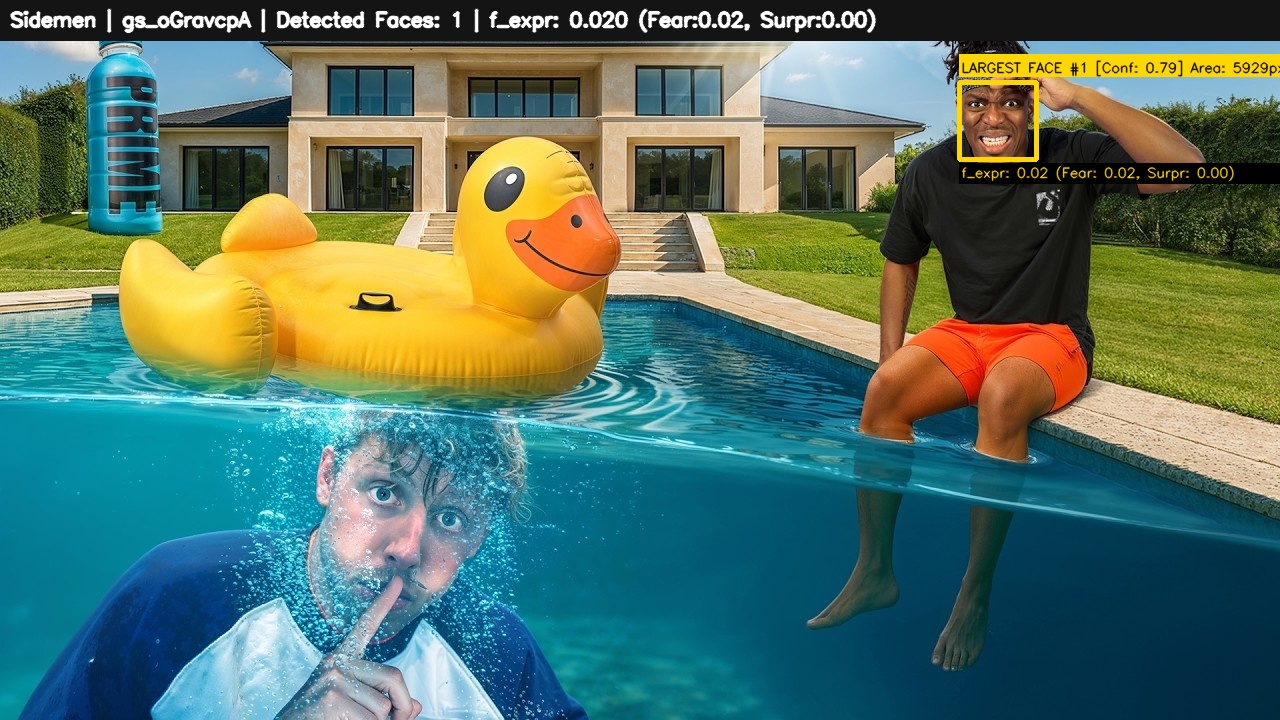 Sidemen | gs_oGravcpA | Detected Faces: 1 | f_expr: 0.020 (Fear:0.02, Surpr:0.00)
LARGEST FACE #1 [Conf: 0.79] Area: 5929px
f_expr: 0.02 (Fear: 0.02, Surpr: 0.00)
PRIME